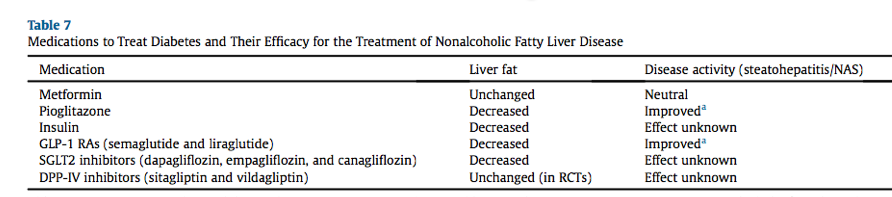 Table 7
Medications to Treat Diabetes and Their Efficacy for the Treatment of Nonalcoholic Fatty Liver Disease
Medication Liver fat Disease activity (steatohepatitis/NAS)
Metformin Unchanged Neutral
Pioglitazone Decreased Improvedᵃ
Insulin Decreased Effect unknown
GLP-1 RAs (semaglutide and liraglutide) Decreased Improvedᵃ
SGLT2 inhibitors (dapagliflozin, empagliflozin, and canagliflozin) Decreased Effect unknown
DPP-IV inhibitors (sitagliptin and vildagliptin) Unchanged (in RCTs) Effect unknown